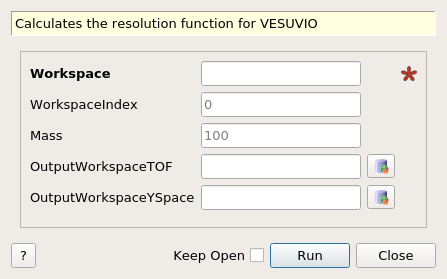 Calculates the resolution function for VESUVIO
Workspace
WorkspaceIndex 0
Mass 100
OutputWorkspaceTOF
OutputWorkspaceYSpace
? Keep Open Run Close